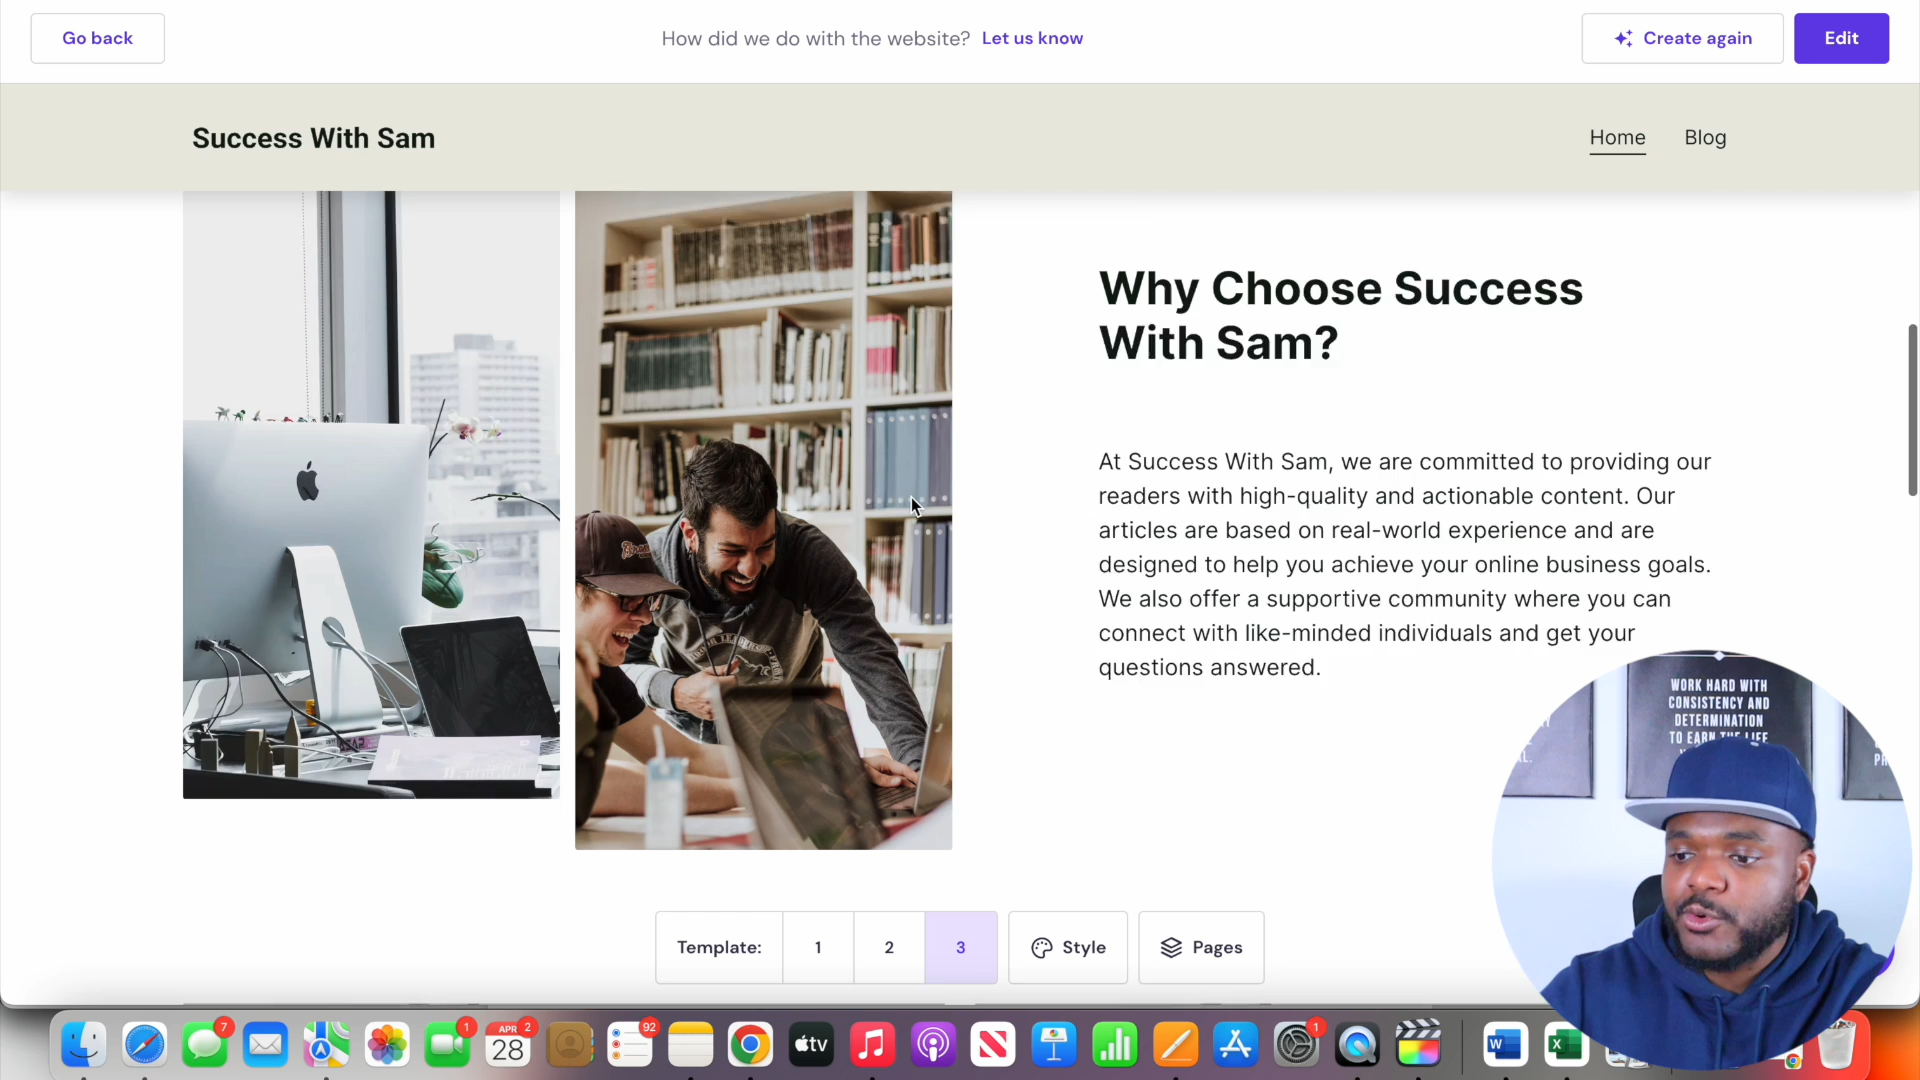 Go back
How did we do with the website? Let us know
Create again
Edit
Success With Sam
Home
Blog
Why Choose Success
With Sam?
At Success With Sam, we are committed to providing our
readers with high-quality and actionable content. Our
articles are based on real-world experience and are
designed to help you achieve your online business goals.
We also offer a supportive community where you can
connect with like-minded individuals and get your
questions answered.
WORK HARD WITH
CONSISTENCY AND
DETERMINATION
TO EARN THE LIFE
Template:
1
2
3
Style
Pages
7
1
APR
2
28
92
tv
1
W
X